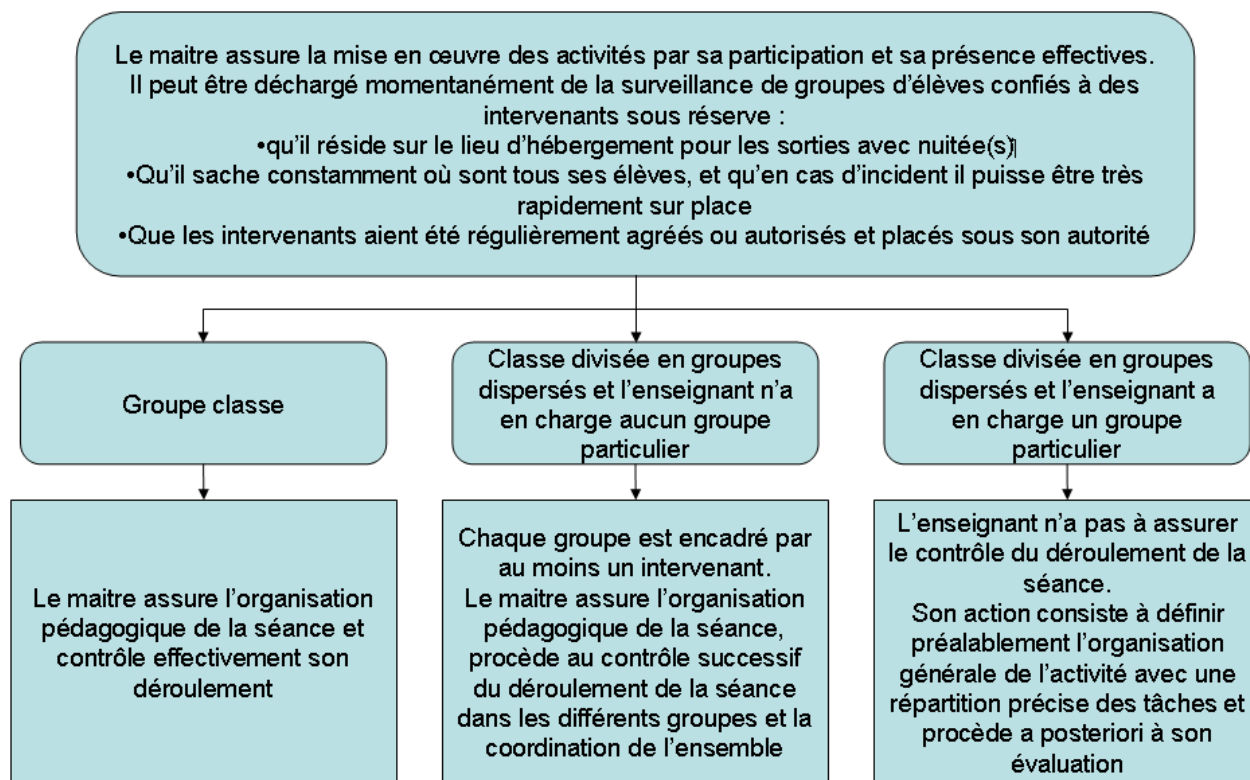 Le maitre assure la mise en œuvre des activités par sa participation et sa présence effectives.
Il peut être déchargé momentanément de la surveillance de groupes d'élèves confiés à des
intervenants sous réserve :
•qu'il réside sur le lieu d'hébergement pour les sorties avec nuitée(s)
•Qu'il sache constamment où sont tous ses élèves, et qu'en cas d'incident il puisse être très
rapidement sur place
•Que les intervenants aient été régulièrement agréés ou autorisés et placés sous son autorité
Groupe classe
Classe divisée en groupes
dispersés et l'enseignant n'a
en charge aucun groupe
particulier
Classe divisée en groupes
dispersés et l'enseignant a
en charge un groupe
particulier
Le maitre assure l'organisation
pédagogique de la séance et
contrôle effectivement son
déroulement
Chaque groupe est encadré par
au moins un intervenant.
Le maitre assure l'organisation
pédagogique de la séance,
procède au contrôle successif
du déroulement de la séance
dans les différents groupes et la
coordination de l'ensemble
L'enseignant n'a pas à assurer
le contrôle du déroulement de la
séance.
Son action consiste à définir
préalablement l'organisation
générale de l'activité avec une
répartition précise des tâches et
procède a posteriori à son
évaluation